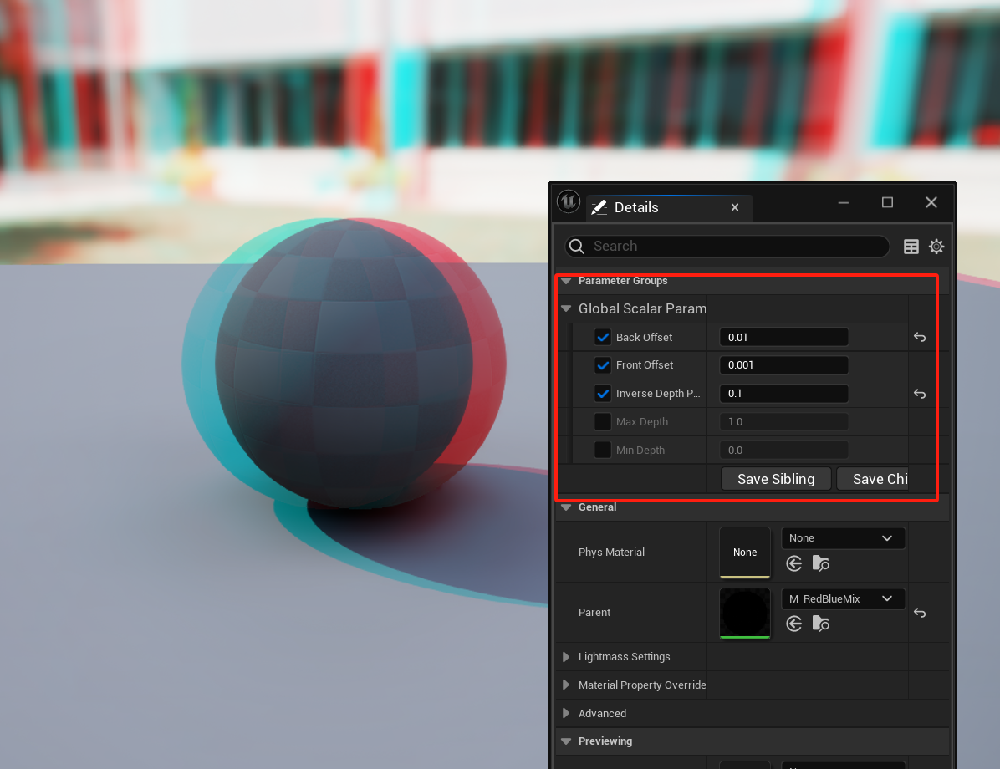 Details
Search
Parameter Groups
Global Scalar Param
Back Offset 0.01
Front Offset 0.001
Inverse Depth P... 0.1
Max Depth 1.0
Min Depth 0.0
Save Sibling Save Chi
General
Phys Material None None
Parent M_RedBlueMix
Lightmass Settings
Material Property Override
Advanced
Previewing